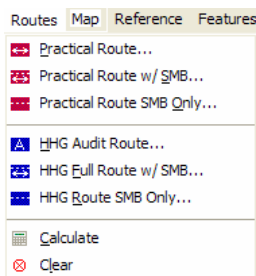 Routes Map Reference Features
Practical Route...
Practical Route w/ SMB...
Practical Route SMB Only...
A HHG Audit Route...
HHG Full Route w/ SMB...
HHG Route SMB Only...
Calculate
Clear